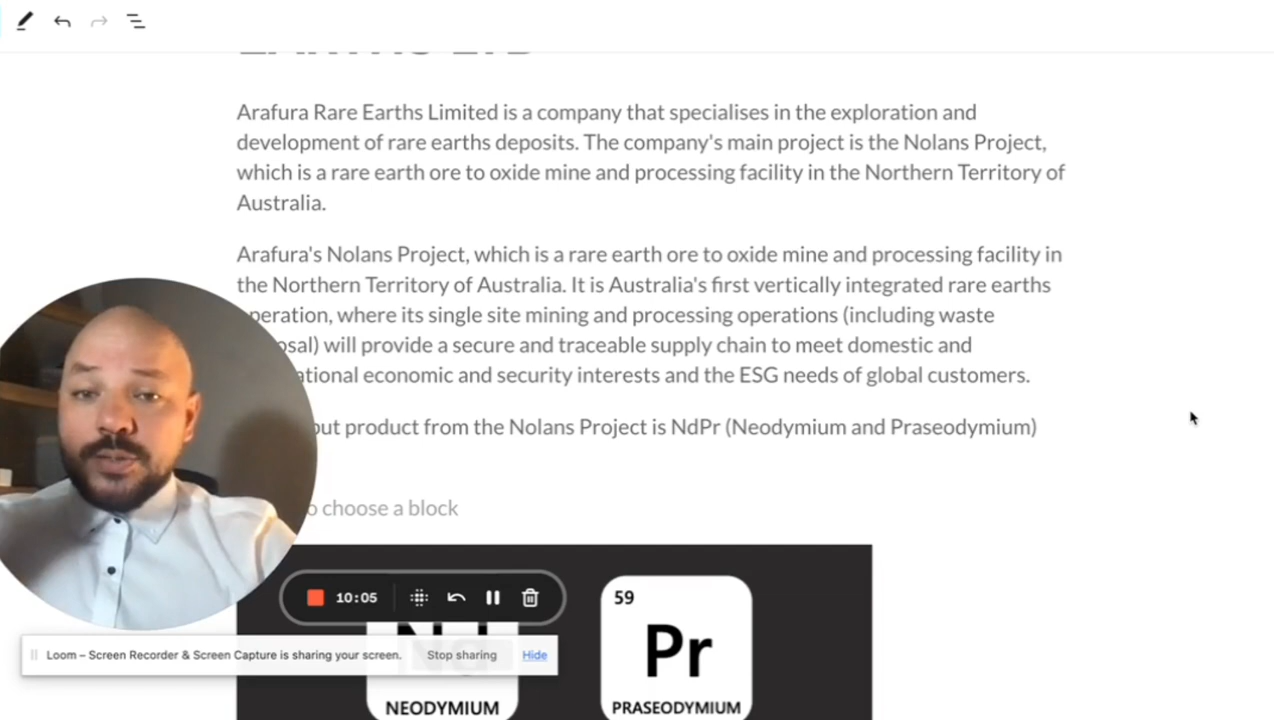 Arafura Rare Earths Limited is a company that specialises in the exploration and
development of rare earths deposits. The company's main project is the Nolans Project,
which is a rare earth ore to oxide mine and processing facility in the Northern Territory of
Australia.
Arafura's Nolans Project, which is a rare earth ore to oxide mine and processing facility in
the Northern Territory of Australia. It is Australia's first vertically integrated rare earths
where its single site mining and processing operations (including waste
will provide a secure and traceable supply chain to meet domestic and
economic and security interests and the ESG needs of global customers.
product from the Nolans Project is NdPr (Neodymium and Praseodymium)
choose a block
10:05
59
Pr
NEODYMIUM
PRASEODYMIUM
Loom – Screen Recorder & Screen Capture is sharing your screen.
Stop sharing
Hide